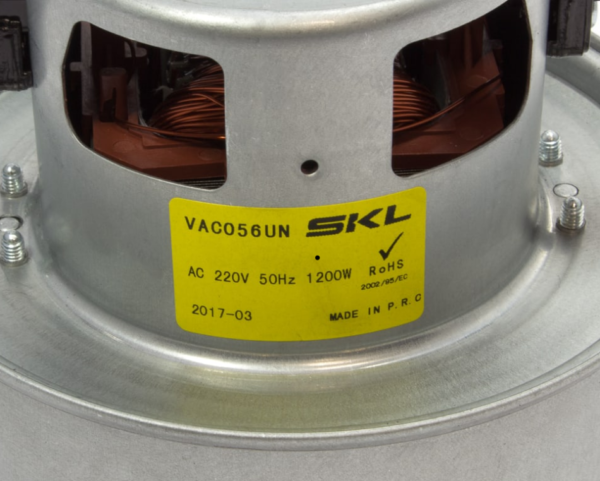 VAC056UN SKL
AC 220V 50Hz 1200W RoHS
2002/95/EC
2017-03 MADE IN P.R.C